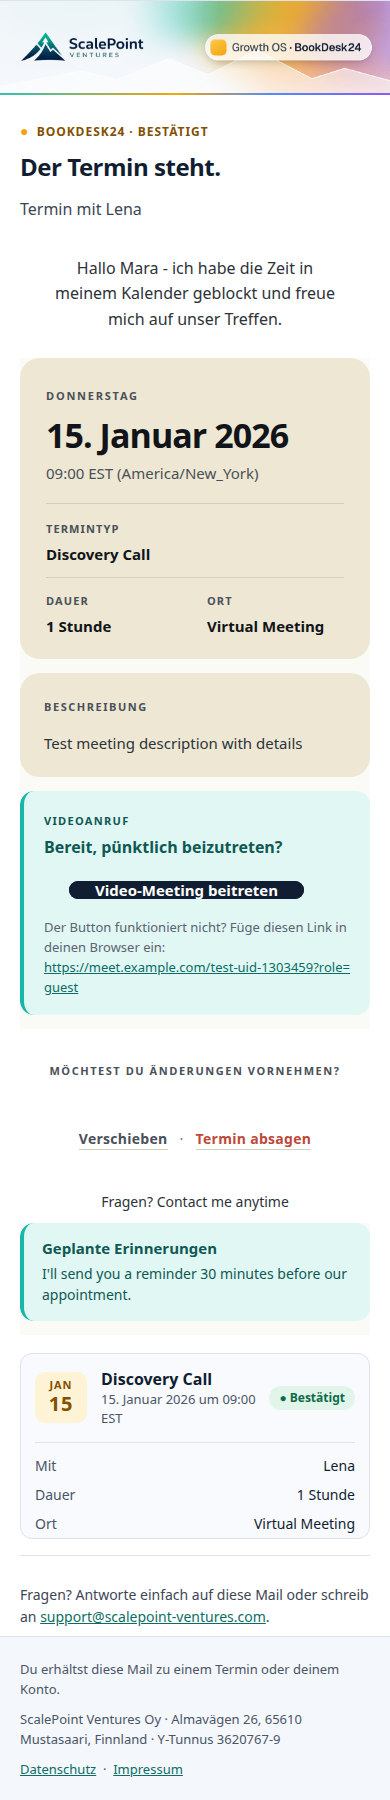 ScalePoint
VENTURES
Growth OS · BookDesk24
BOOKDESK24 · BESTÄTIGT
Der Termin steht.
Termin mit Lena
Hallo Mara - ich habe die Zeit in
meinem Kalender geblockt und freue
mich auf unser Treffen.
DONNERSTAG
15. Januar 2026
09:00 EST (America/New_York)
TERMINTYP
Discovery Call
DAUER
ORT
1 Stunde
Virtual Meeting
BESCHREIBUNG
Test meeting description with details
VIDEOANRUF
Bereit, pünktlich beizutreten?
Video-Meeting beitreten
Der Button funktioniert nicht? Füge diesen Link in
deinen Browser ein:
https://meet.example.com/test-uid-1303459?role=
guest
MÖCHTEST DU ÄNDERUNGEN VORNEHMEN?
Verschieben · Termin absagen
Fragen? Contact me anytime
Geplante Erinnerungen
I'll send you a reminder 30 minutes before our
appointment.
JAN
15
Discovery Call
15. Januar 2026 um 09:00
EST
● Bestätigt
Mit Lena
Dauer 1 Stunde
Ort Virtual Meeting
Fragen? Antworte einfach auf diese Mail oder schreib
an support@scalepoint-ventures.com.
Du erhältst diese Mail zu einem Termin oder deinem
Konto.
ScalePoint Ventures Oy · Almavägen 26, 65610
Mustasaari, Finnland · Y-Tunnus 3620767-9
Datenschutz · Impressum